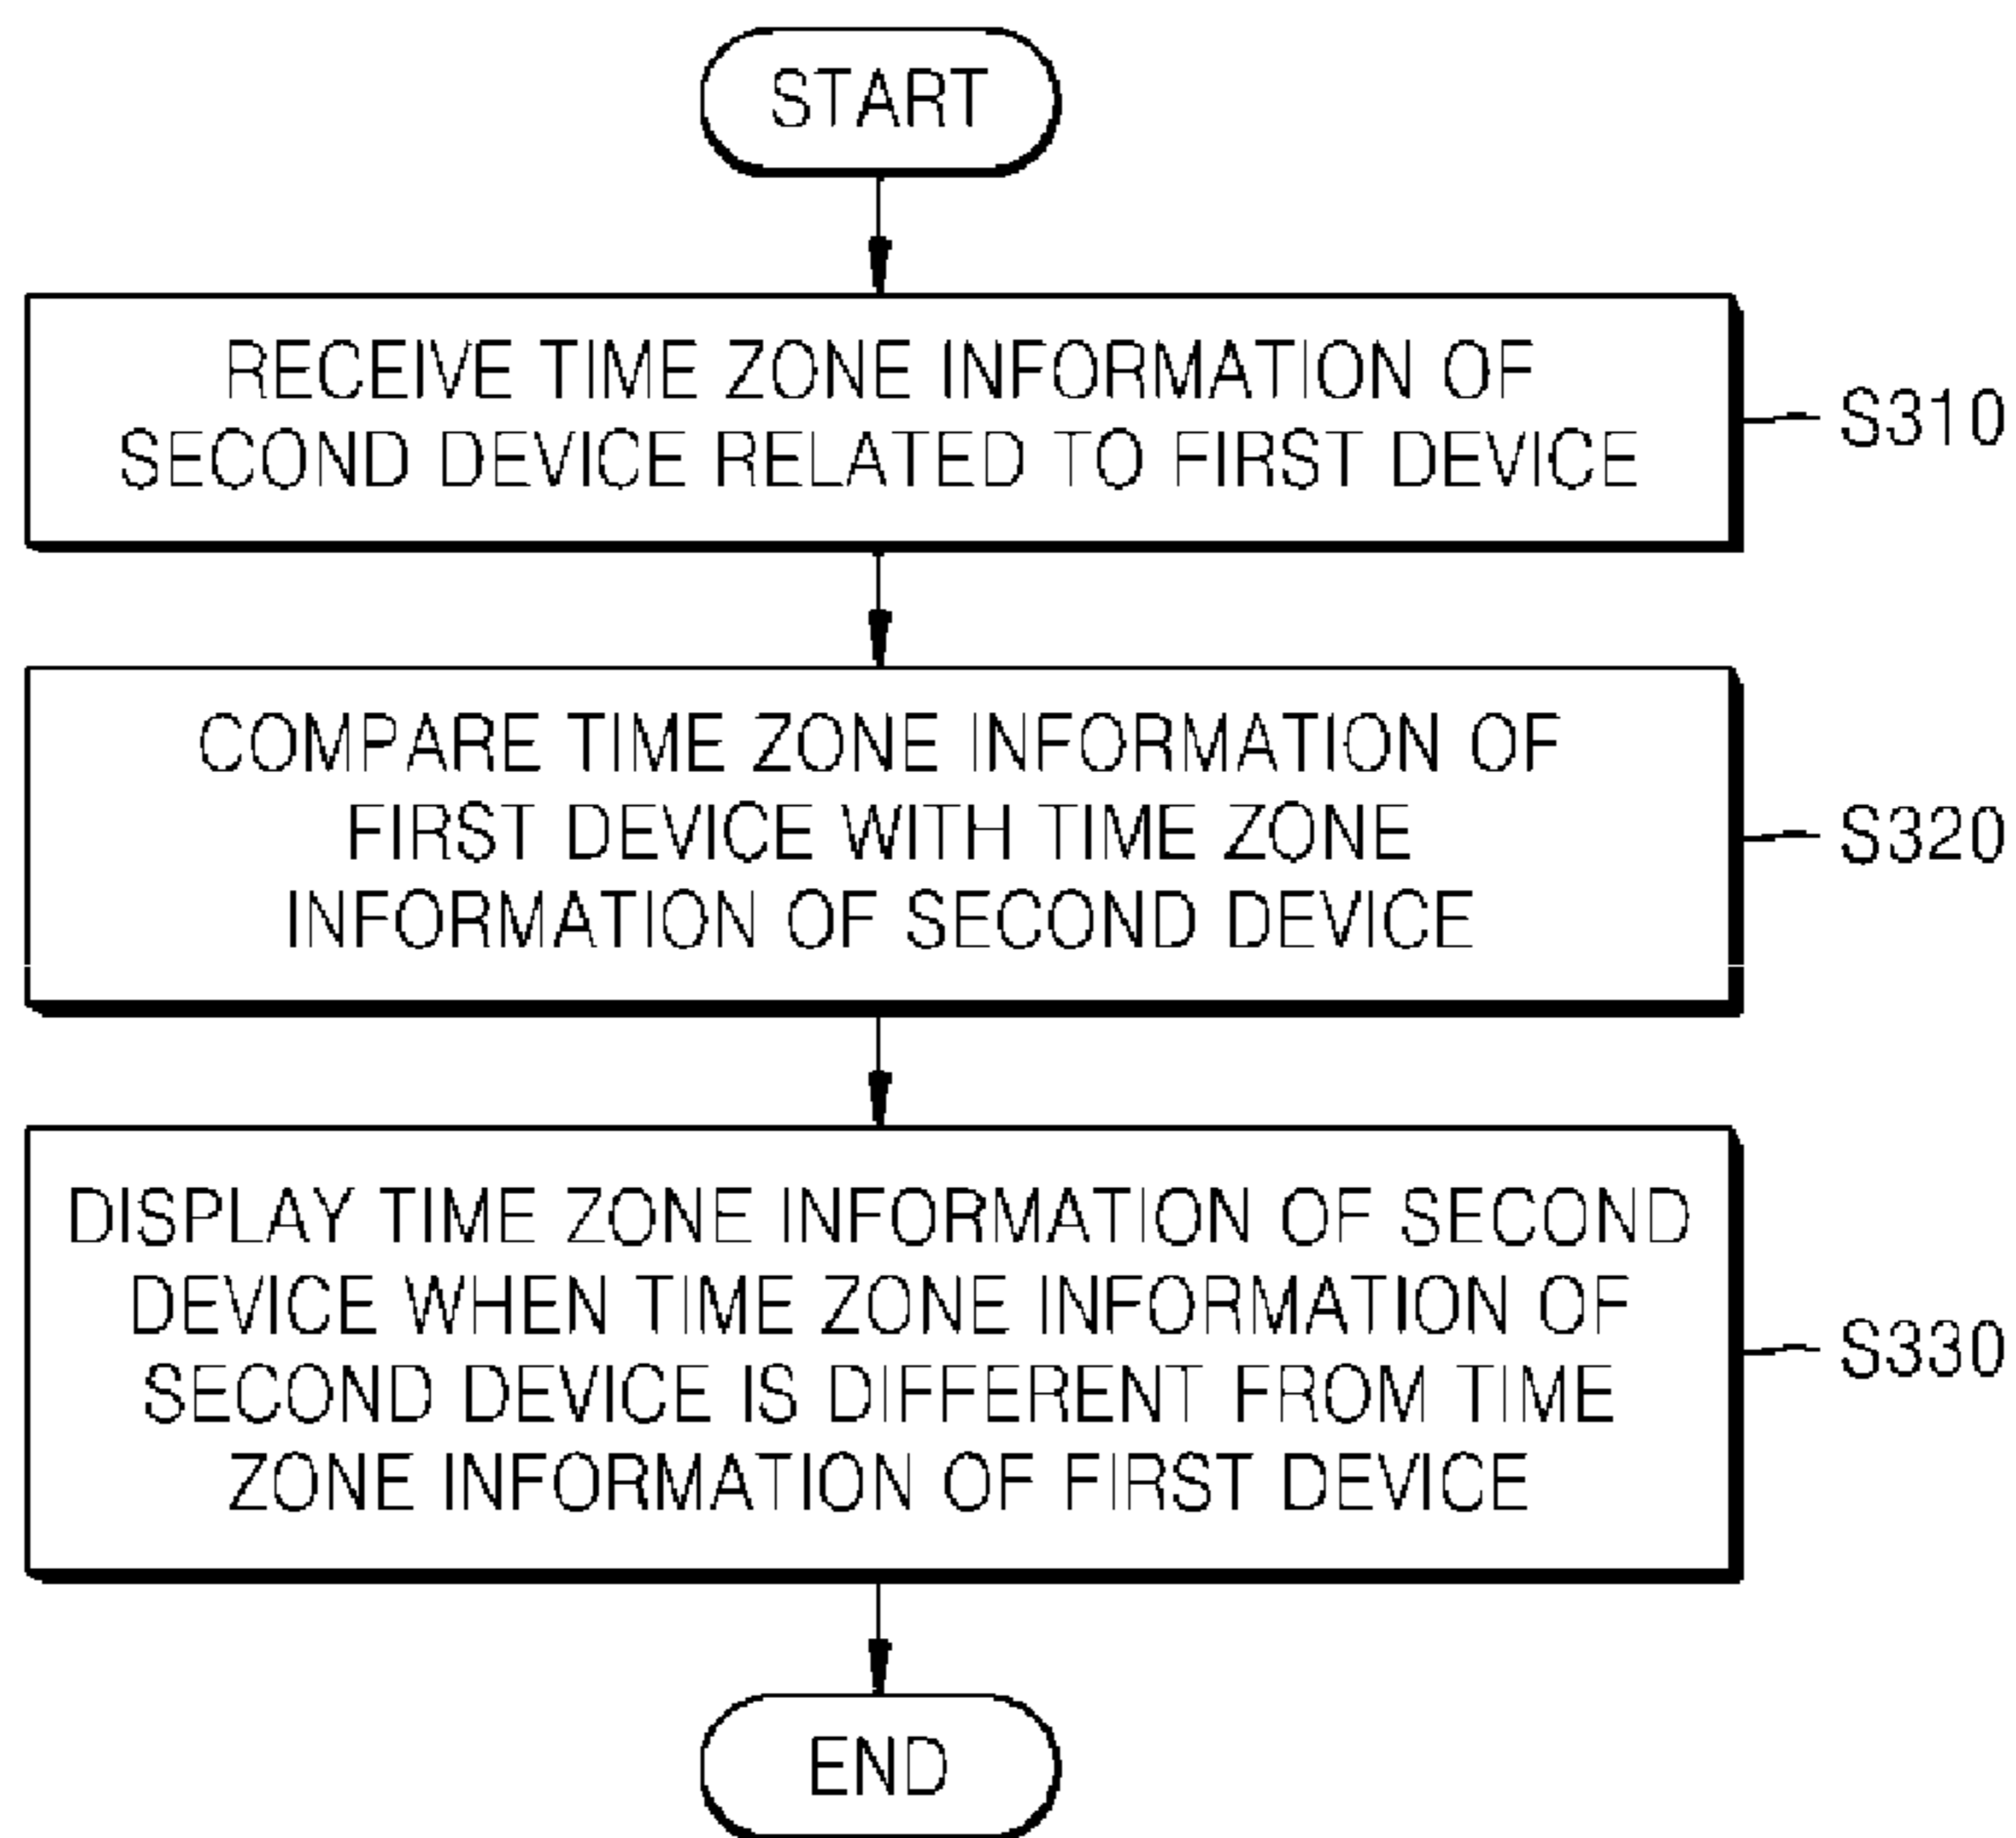 START
RECEIVE TIME ZONE INFORMATION OF
SECOND DEVICE RELATED TO FIRST DEVICE
S310
COMPARE TIME ZONE INFORMATION OF
FIRST DEVICE WITH TIME ZONE
INFORMATION OF SECOND DEVICE
S320
DISPLAY TIME ZONE INFORMATION OF SECOND
DEVICE WHEN TIME ZONE INFORMATION OF
SECOND DEVICE IS DIFFERENT FROM TIME
ZONE INFORMATION OF FIRST DEVICE
S330
END